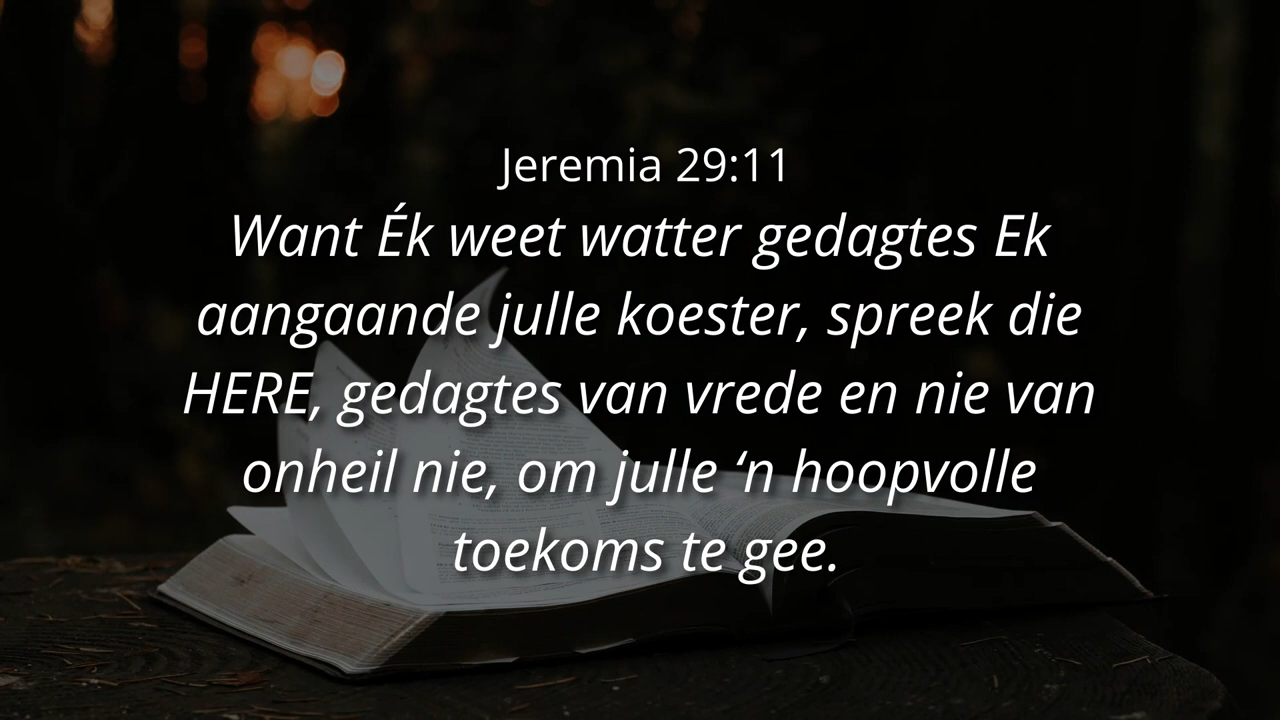 Jeremia 29:11
Want Ék weet watter gedagtes Ek
aangaande julle koester, spreek die
HERE, gedagtes van vrede en nie van
onheil nie, om julle ‘n hoopvolle
toekoms te gee.